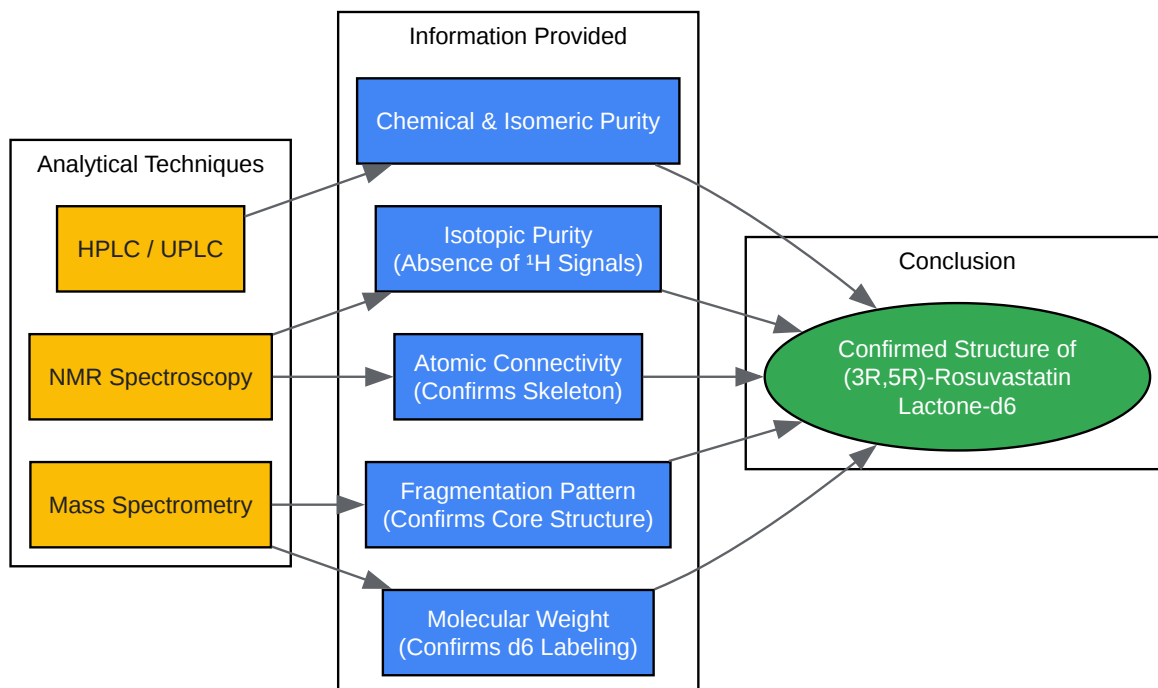 Analytical Techniques
HPLC / UPLC
NMR Spectroscopy
Mass Spectrometry
Information Provided
Chemical & Isomeric Purity
Isotopic Purity
(Absence of ¹H Signals)
Atomic Connectivity
(Confirms Skeleton)
Fragmentation Pattern
(Confirms Core Structure)
Molecular Weight
(Confirms d6 Labeling)
Conclusion
Confirmed Structure of
(3R,5R)-Rosuvastatin
Lactone-d6